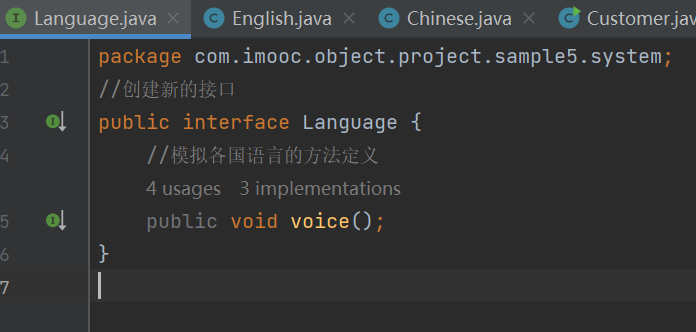 Language.java English.java Chinese.java Customer.jav
1 package com.imooc.object.project.sample5.system;
2 //创建新的接口
3 public interface Language {
4 //模拟各国语言的方法定义
4 usages 3 implementations
5 public void voice();
6 }
7